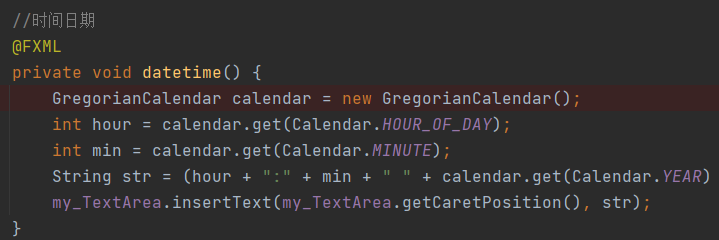 //时间日期
@FXML
private void datetime() {
GregorianCalendar calendar = new GregorianCalendar();
int hour = calendar.get(Calendar.HOUR_OF_DAY);
int min = calendar.get(Calendar.MINUTE);
String str = (hour + ":" + min + " " + calendar.get(Calendar.YEAR)
my_TextArea.insertText(my_TextArea.getCaretPosition(), str);
}